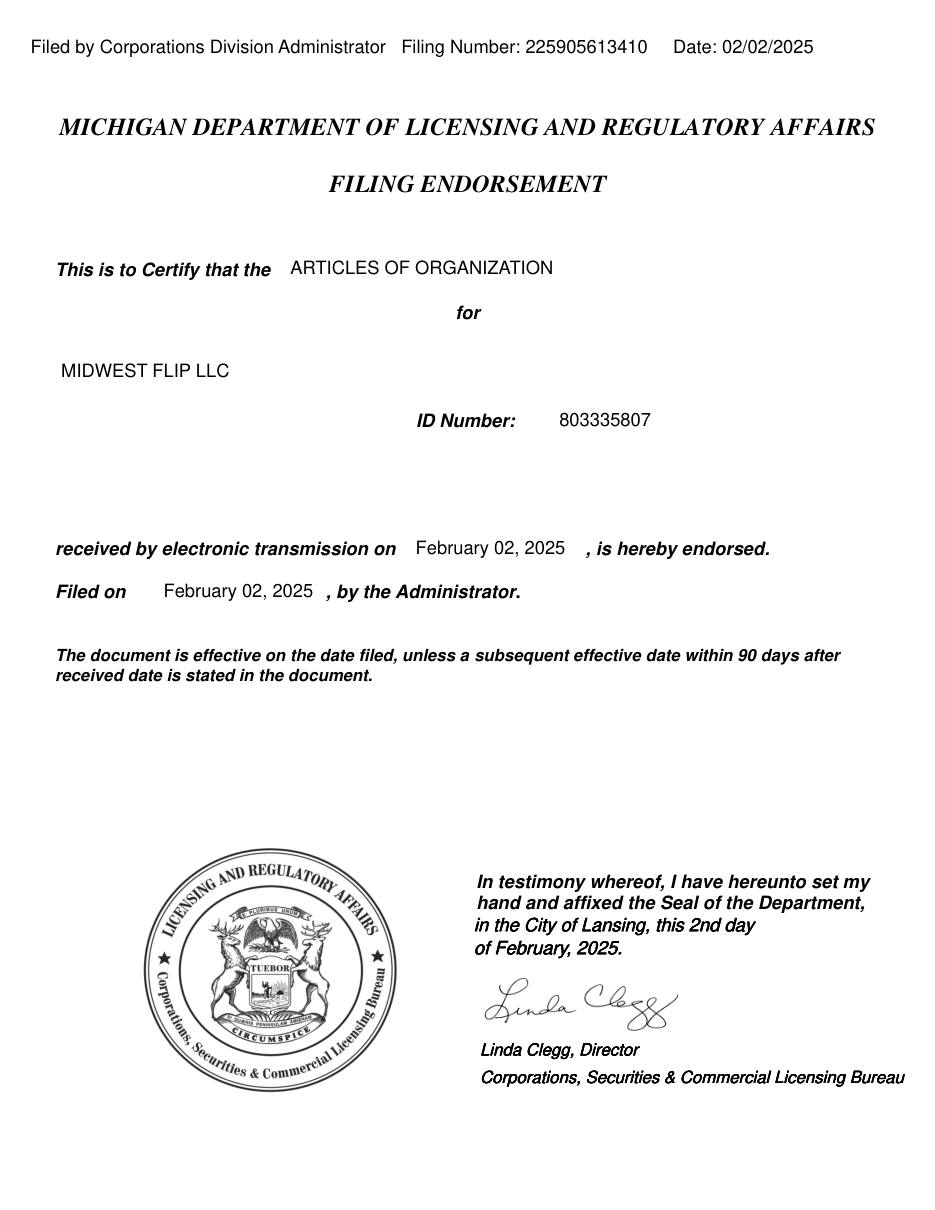 Filed by Corporations Division Administrator   Filing Number: 225905613410   Date: 02/02/2025
MICHIGAN DEPARTMENT OF LICENSING AND REGULATORY AFFAIRS
FILING ENDORSEMENT
This is to Certify that the ARTICLES OF ORGANIZATION
for
MIDWEST FLIP LLC
ID Number: 803335807
received by electronic transmission on February 02, 2025 , is hereby endorsed.
Filed on February 02, 2025 , by the Administrator.
The document is effective on the date filed, unless a subsequent effective date within 90 days after
received date is stated in the document.
LICENSING AND REGULATORY AFFAIRS
E PLURIBUS UNUM
TUEBOR
SI QUAERIS PENINSULAM AMOENAM
CIRCUMSPICE
Corporations, Securities & Commercial Licensing Bureau
In testimony whereof, I have hereunto set my
hand and affixed the Seal of the Department,
in the City of Lansing, this 2nd day
of February, 2025.
Linda Clegg
Linda Clegg, Director
Corporations, Securities & Commercial Licensing Bureau